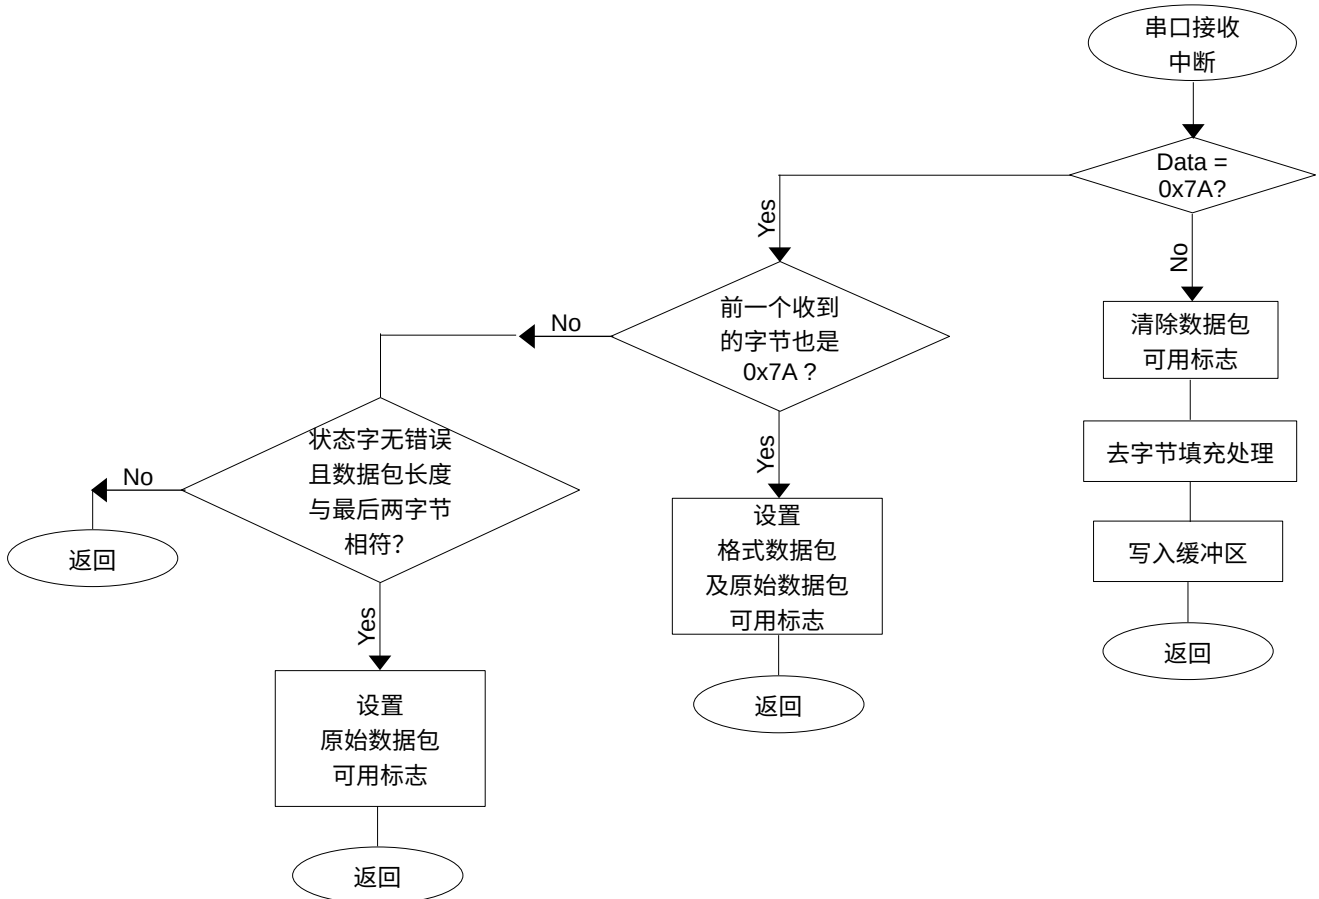 串口接收
中断
Data =
0x7A?
Yes
No
前一个收到
的字节也是
0x7A ?
No
Yes
清除数据包
可用标志
去字节填充处理
写入缓冲区
返回
状态字无错误
且数据包长度
与最后两字节
相符？
No
返回
Yes
设置
格式数据包
及原始数据包
可用标志
返回
设置
原始数据包
可用标志
返回